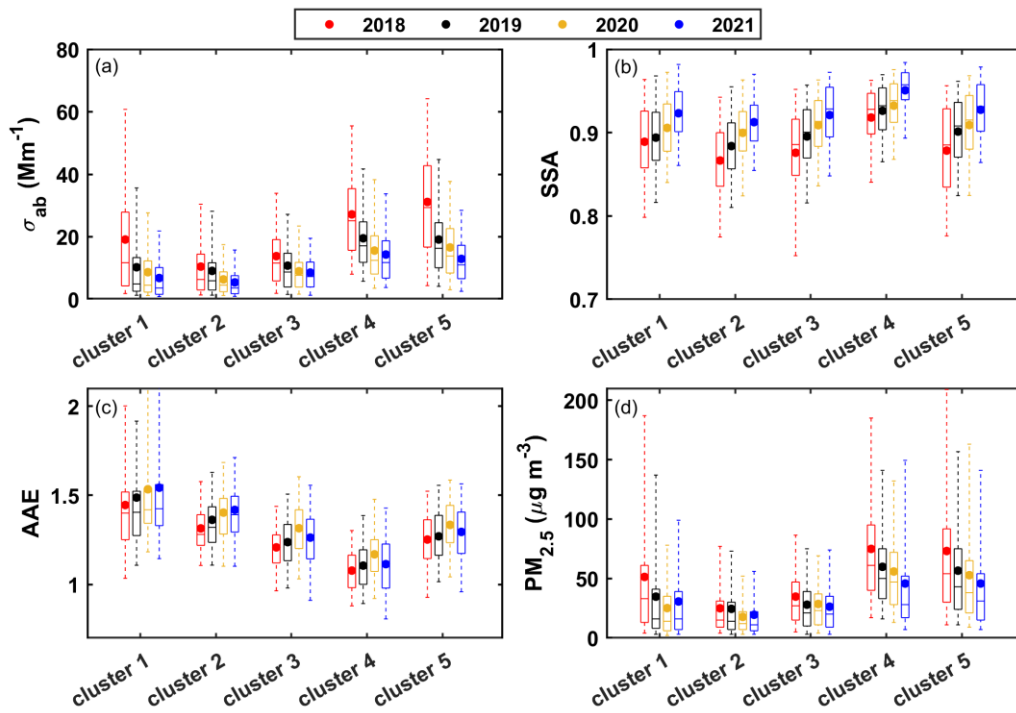 2018 2019 2020 2021
(a)
80
60
40
20
0
σab (Mm-1)
cluster 1 cluster 2 cluster 3 cluster 4 cluster 5
(b)
1
0.9
0.8
0.7
SSA
cluster 1 cluster 2 cluster 3 cluster 4 cluster 5
(c)
2
1.5
1
AAE
cluster 1 cluster 2 cluster 3 cluster 4 cluster 5
(d)
200
150
100
50
0
PM2.5 (μg m-3)
cluster 1 cluster 2 cluster 3 cluster 4 cluster 5